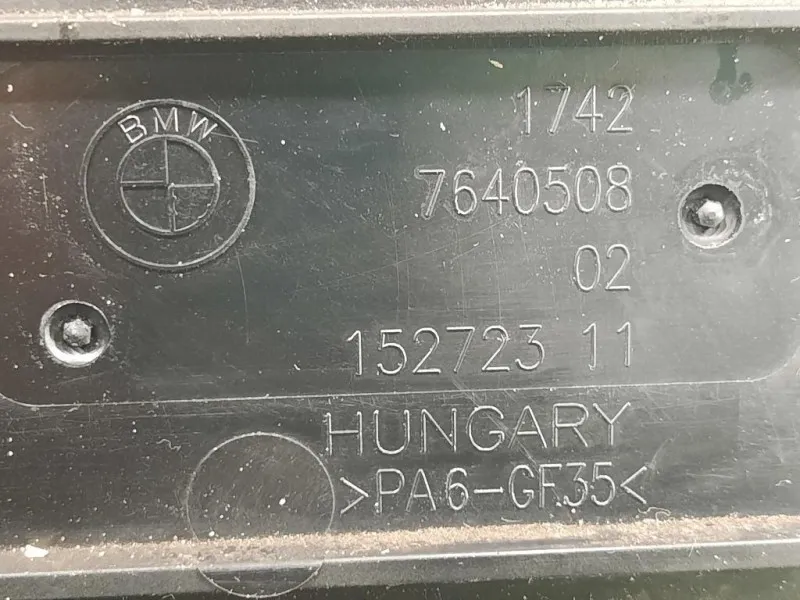 BMW
1742
7640508
02
152723 11
HUNGARY
>PA6-GF35<